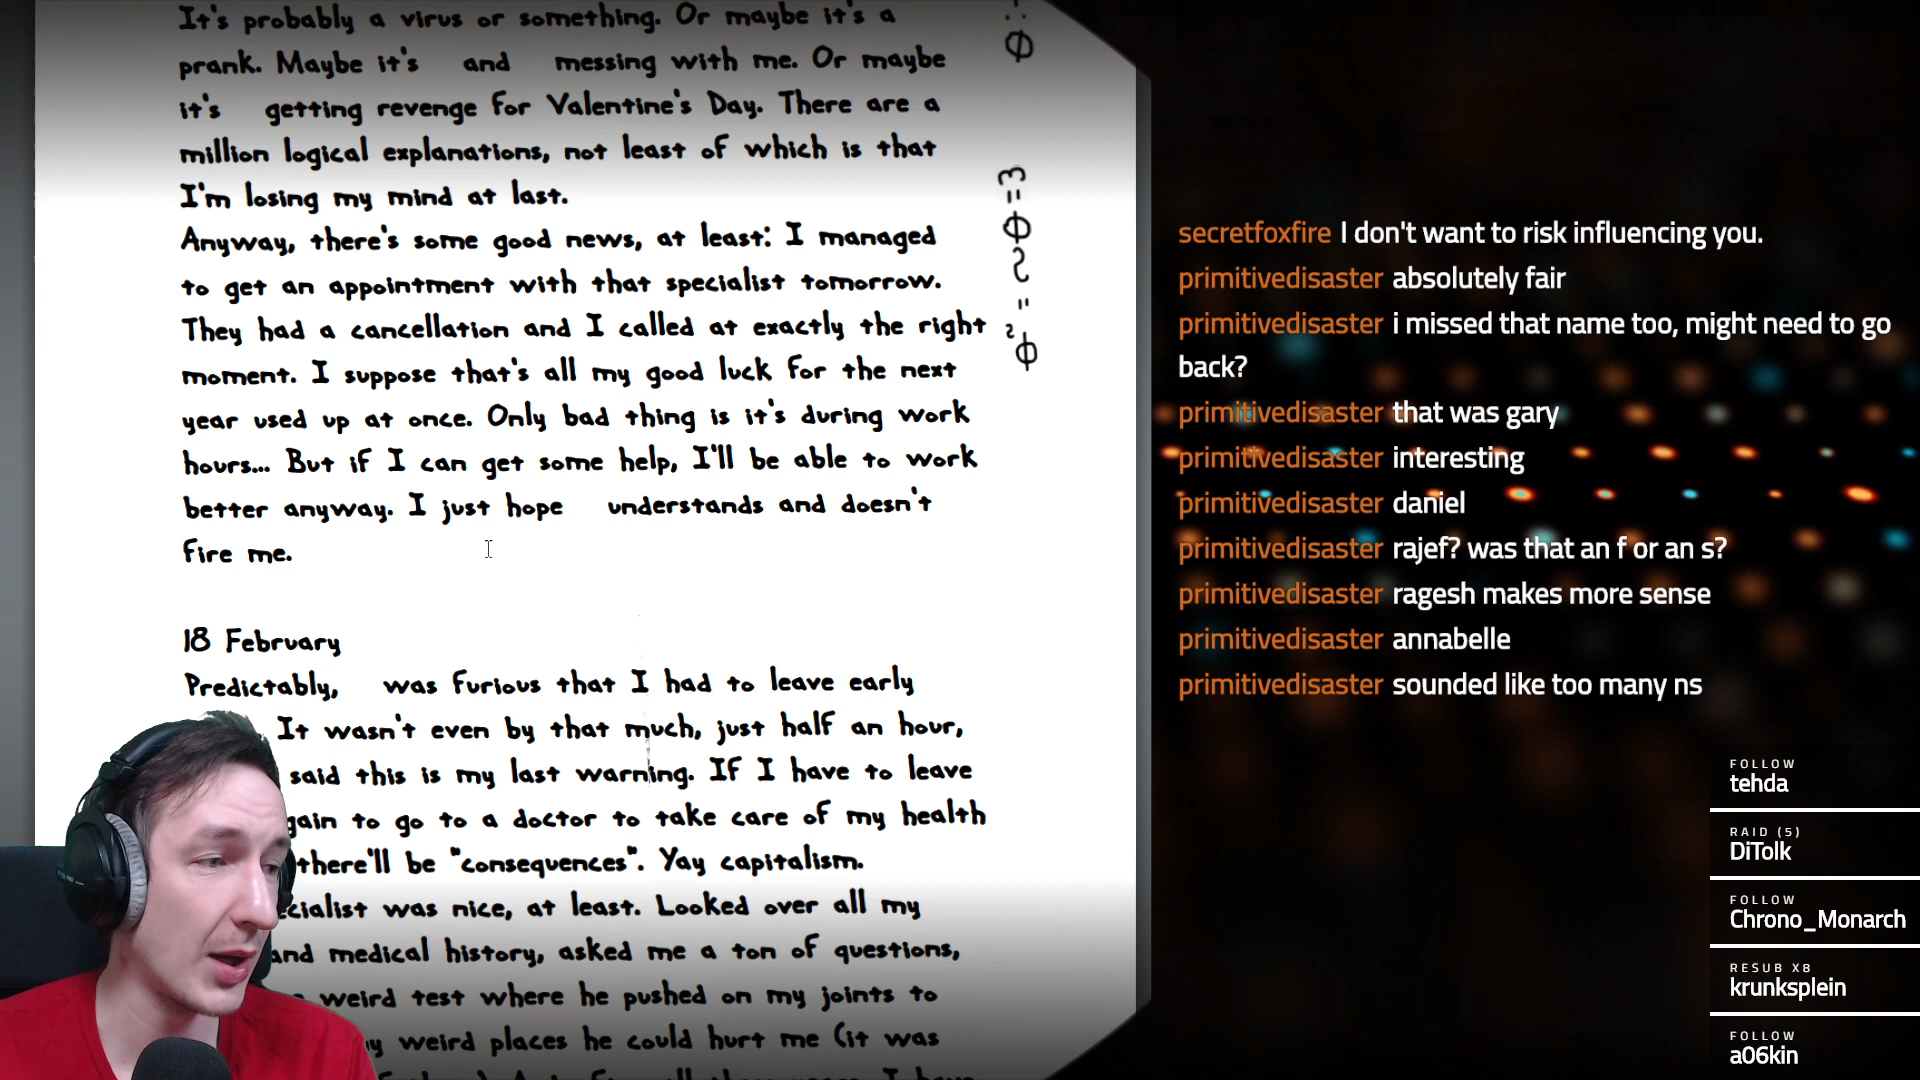 It's probably a virus or something. Or maybe it's a
prank. Maybe it's and messing with me. Or maybe
it's getting revenge for Valentine's Day. There are a
million logical explanations, not least of which is that
I'm losing my mind at last.
Anyway, there's some good news, at least: I managed
to get an appointment with that specialist tomorrow.
They had a cancellation and I called at exactly the right
moment. I suppose that's all my good luck for the next
year used up at once. Only bad thing is it's during work
hours... But if I can get some help, I'll be able to work
better anyway. I just hope understands and doesn't
fire me.
18 February
Predictably, was furious that I had to leave early
It wasn't even by that much, just half an hour,
said this is my last warning. If I have to leave
gain to go to a doctor to take care of my health
there'll be "consequences". Yay capitalism.
cialist was nice, at least. Looked over all my
and medical history, asked me a ton of questions,
weird test where he pushed on my joints to
weird places he could hurt me (it was
secretfoxfire I don't want to risk influencing you.
primitivedisaster absolutely fair
primitivedisaster i missed that name too, might need to go
back?
primitivedisaster that was gary
primitivedisaster interesting
primitivedisaster daniel
primitivedisaster rajef? was that an f or an s?
primitivedisaster ragesh makes more sense
primitivedisaster annabelle
primitivedisaster sounded like too many ns
FOLLOW
tehda
RAID (5)
DiTolk
FOLLOW
Chrono_Monarch
RESUB X8
krunksplein
FOLLOW
a06kin